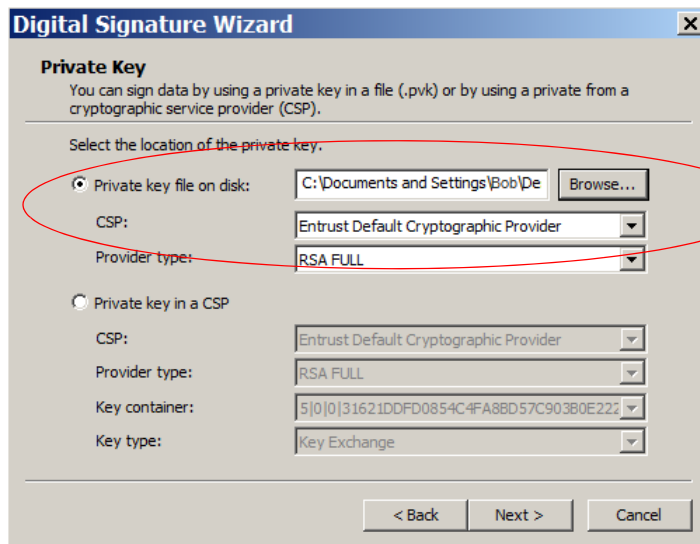 Digital Signature Wizard
Private Key
You can sign data by using a private key in a file (.pvk) or by using a private from a
cryptographic service provider (CSP).
Select the location of the private key.
Private key file on disk: C:\Documents and Settings\Bob\De Browse...
CSP: Entrust Default Cryptographic Provider
Provider type: RSA FULL
Private key in a CSP
CSP: Entrust Default Cryptographic Provider
Provider type: RSA FULL
Key container: 5|0|0|31621DDFD0854C4FA8BD57C903B0E222
Key type: Key Exchange
< Back Next > Cancel